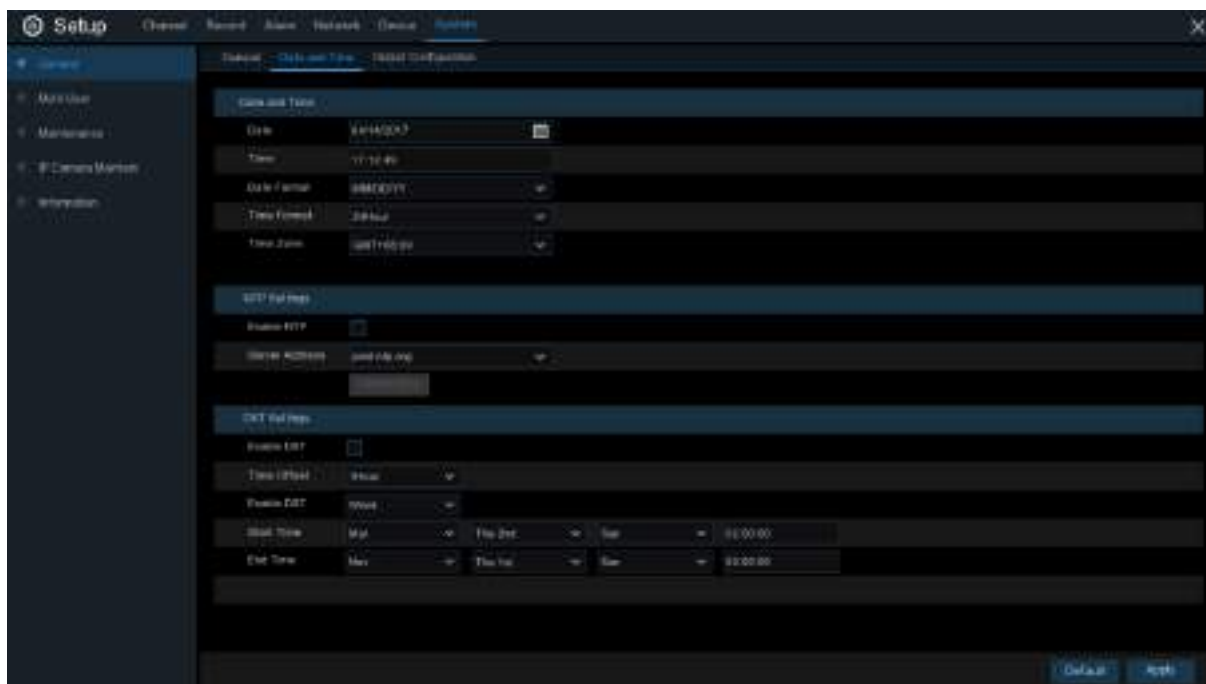 Setup Channel Record Alarm Network Device System
General Date and Time Output Configuration
General
Multi User
Maintenance
IP Camera Maintain
Information
Date and Time
Date
Time
Date Format MM/DD/YY
Time Format 24Hour
Time Zone
NTP Settings
Enable NTP
Server Address pool.ntp.org
DST Settings
Enable DST
Time Offset
Enable DST Week
Start Time Mar The 2nd Sun 02:00:00
End Time Nov The 1st Sun 02:00:00
Default Apply